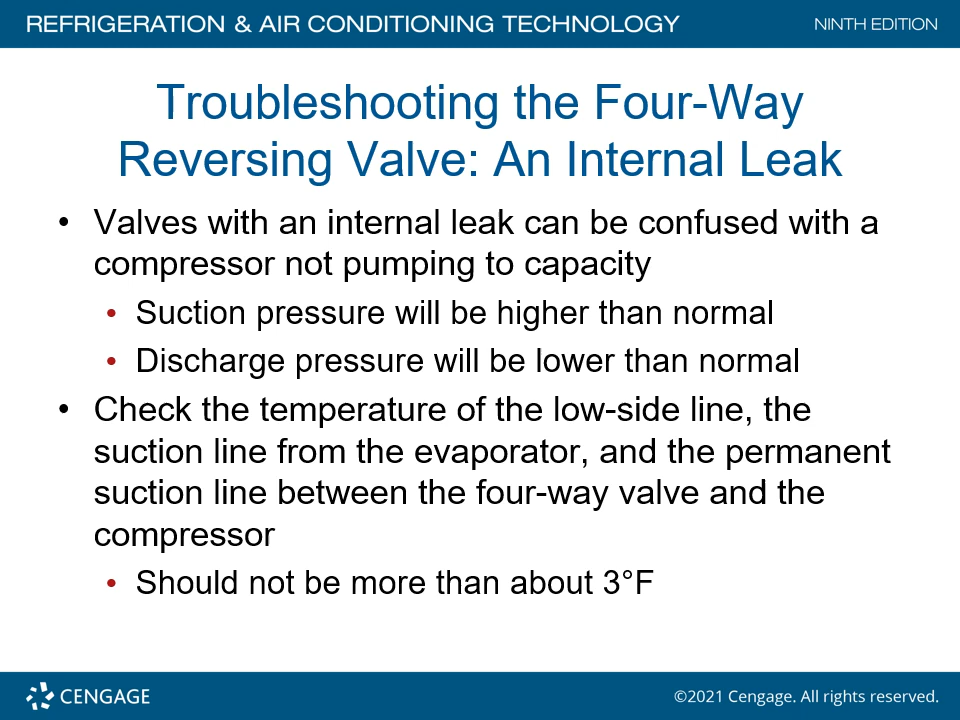 REFRIGERATION & AIR CONDITIONING TECHNOLOGY
NINTH EDITION
Troubleshooting the Four-Way
Reversing Valve: An Internal Leak
• Valves with an internal leak can be confused with a
compressor not pumping to capacity
• Suction pressure will be higher than normal
• Discharge pressure will be lower than normal
• Check the temperature of the low-side line, the
suction line from the evaporator, and the permanent
suction line between the four-way valve and the
compressor
• Should not be more than about 3°F
CENGAGE
©2021 Cengage. All rights reserved.